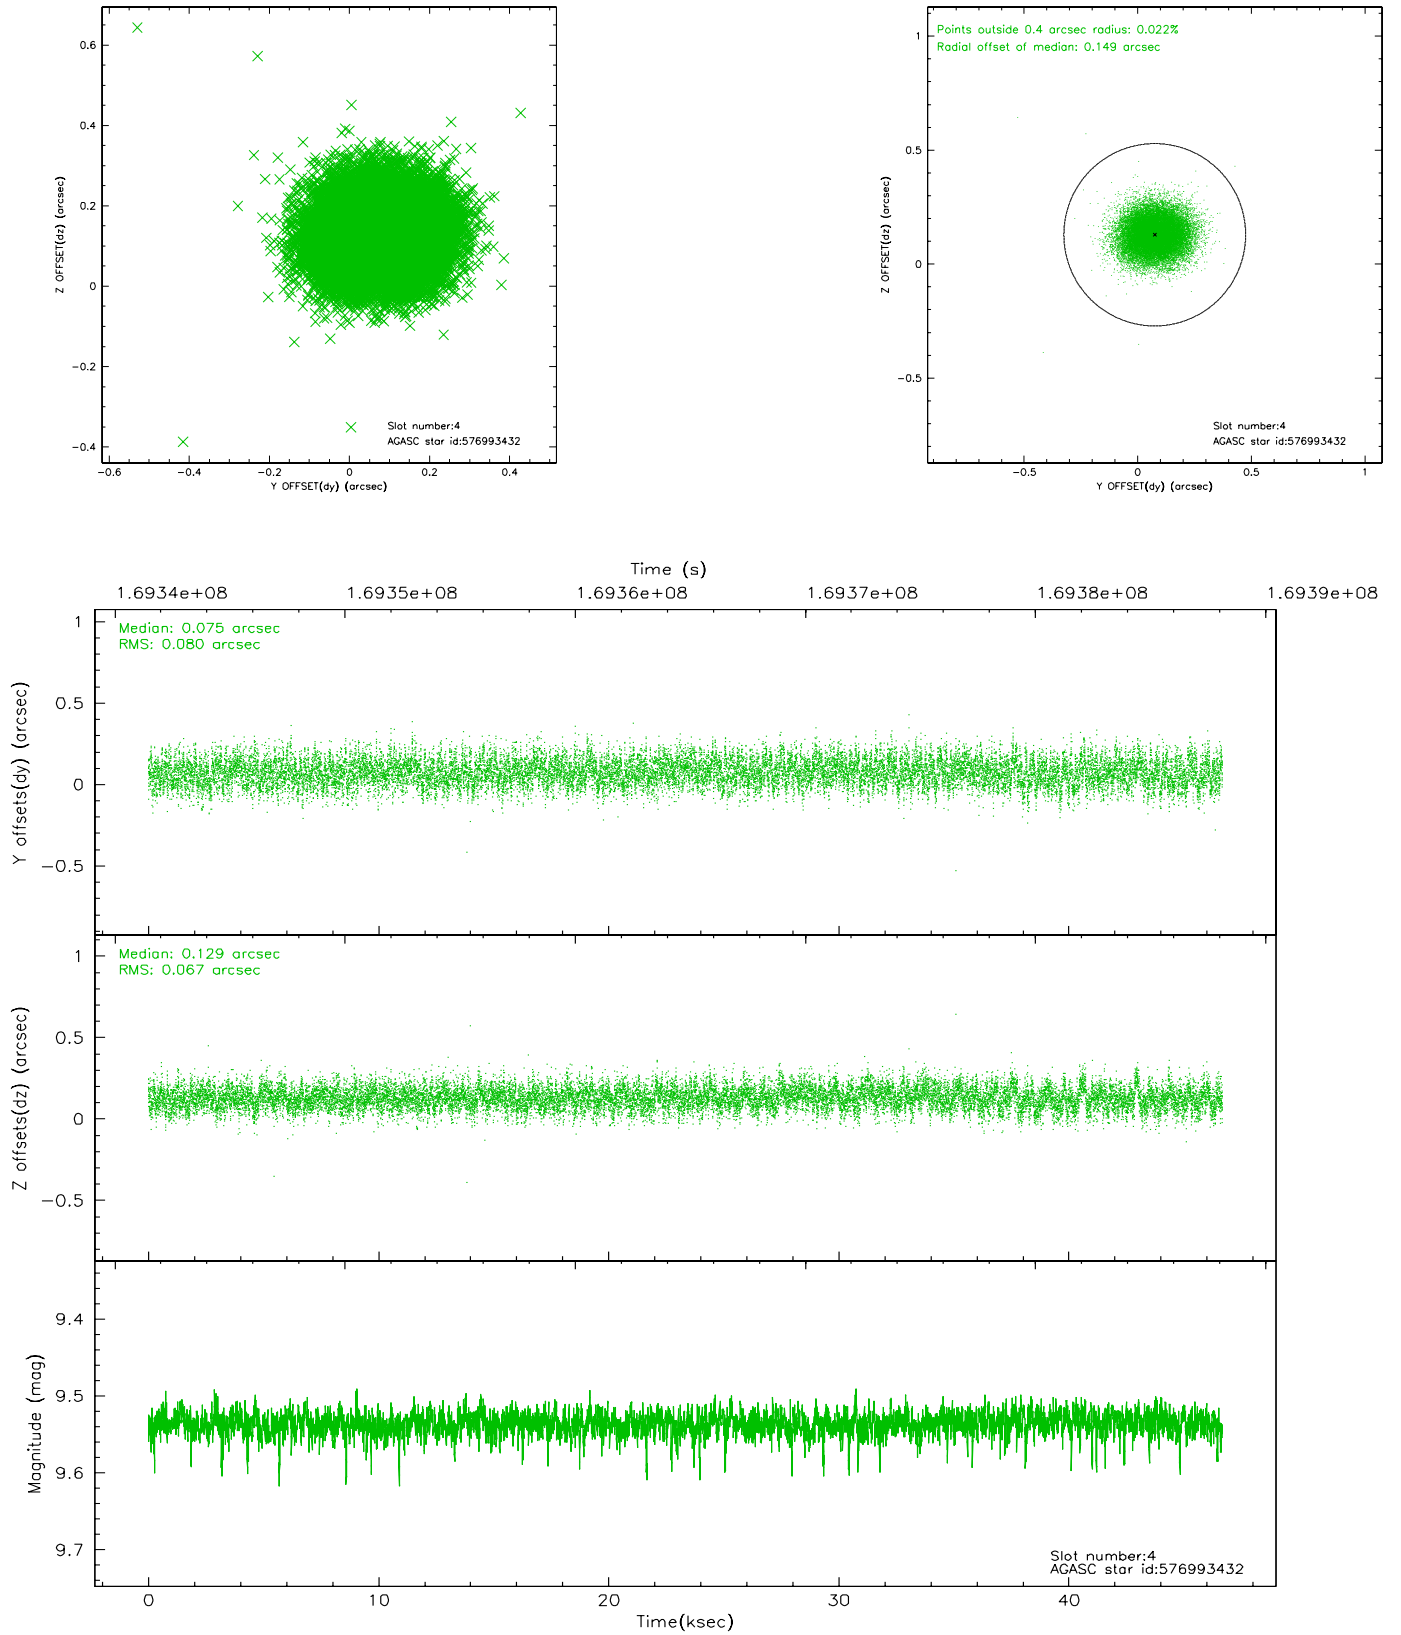 0.6
0.4
0.2
0
−0.2
−0.4
Z OFFSET(dz) (arcsec)
−0.6
−0.4
−0.2
0
0.2
0.4
Y OFFSET(dy) (arcsec)
Slot number:4
AGASC star id:576993432
Points outside 0.4 arcsec radius: 0.022%
Radial offset of median: 0.149 arcsec
1
0.5
0
−0.5
Z OFFSET(dz) (arcsec)
−0.5
0
0.5
1
Y OFFSET(dy) (arcsec)
Slot number:4
AGASC star id:576993432
Time (s)
1.6934e+08
1.6935e+08
1.6936e+08
1.6937e+08
1.6938e+08
1.6939e+08
Median: 0.075 arcsec
RMS: 0.080 arcsec
1
0.5
0
−0.5
Y offsets(dy) (arcsec)
Median: 0.129 arcsec
RMS: 0.067 arcsec
1
0.5
0
−0.5
Z offsets(dz) (arcsec)
9.4
9.5
9.6
9.7
Magnitude (mag)
Slot number:4
AGASC star id:576993432
0
10
20
30
40
Time(ksec)